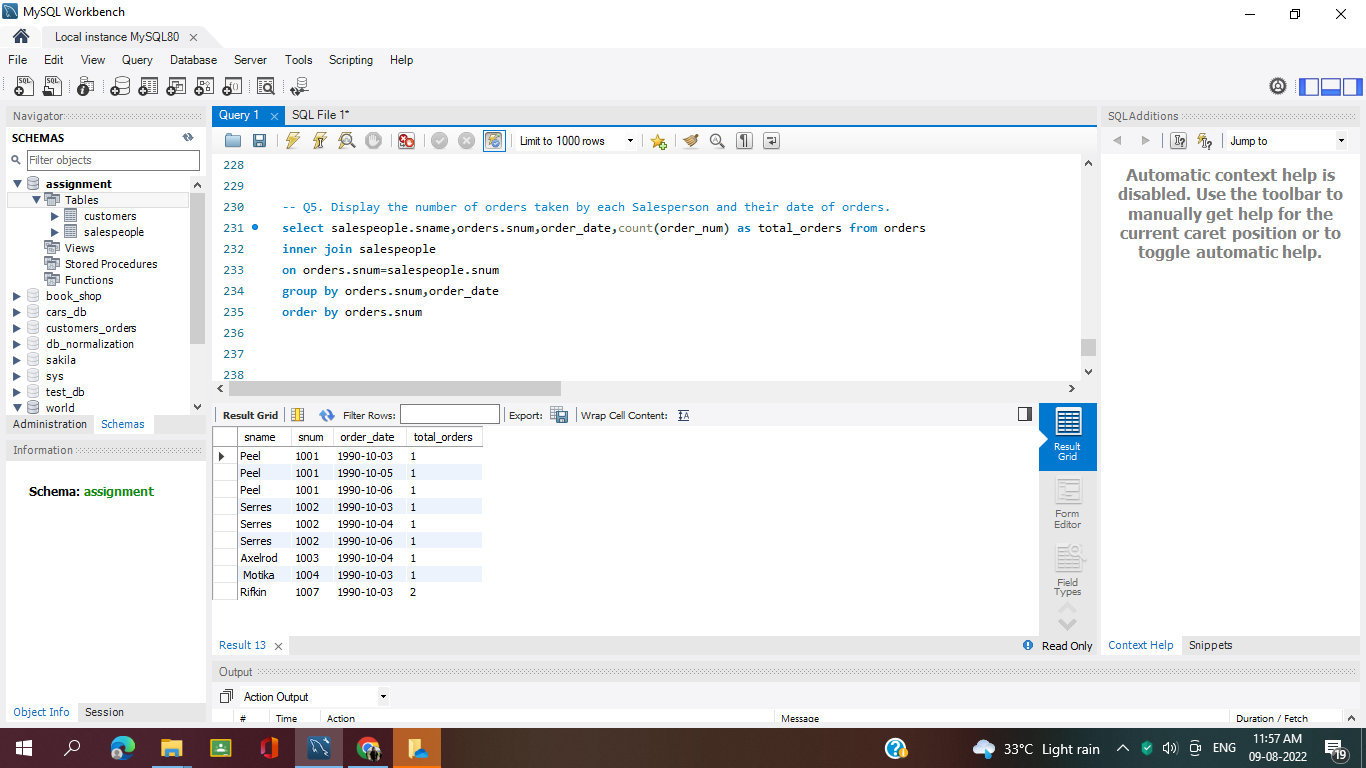 MySQL Workbench
Local instance MySQL80
File Edit View Query Database Server Tools Scripting Help
Navigator
SCHEMAS
Filter objects
assignment
Tables
customers
salespeople
Views
Stored Procedures
Functions
book_shop
cars_db
customers_orders
db_normalization
sakila
sys
test_db
world
Administration Schemas
Information
Schema: assignment
Object Info Session
Query 1 SQL File 1*
Limit to 1000 rows
228
229
230 -- Q5. Display the number of orders taken by each Salesperson and their date of orders.
231 select salespeople.sname,orders.snum,order_date,count(order_num) as total_orders from orders
232 inner join salespeople
233 on orders.snum=salespeople.snum
234 group by orders.snum,order_date
235 order by orders.snum
236
237
238
Result Grid Filter Rows: Export: Wrap Cell Content: IA
sname snum order_date total_orders
Peel 1001 1990-10-03 1
Peel 1001 1990-10-05 1
Peel 1001 1990-10-06 1
Serres 1002 1990-10-03 1
Serres 1002 1990-10-04 1
Serres 1002 1990-10-06 1
Axelrod 1003 1990-10-04 1
Motika 1004 1990-10-03 1
Rifkin 1007 1990-10-03 2
Result Grid
Form Editor
Field Types
Result 13
Read Only
Output
Action Output
# Time Action Message Duration / Fetch
SQLAdditions
Jump to
Automatic context help is
disabled. Use the toolbar to
manually get help for the
current caret position or to
toggle automatic help.
Context Help Snippets
33°C Light rain
ENG
11:57 AM
09-08-2022
19